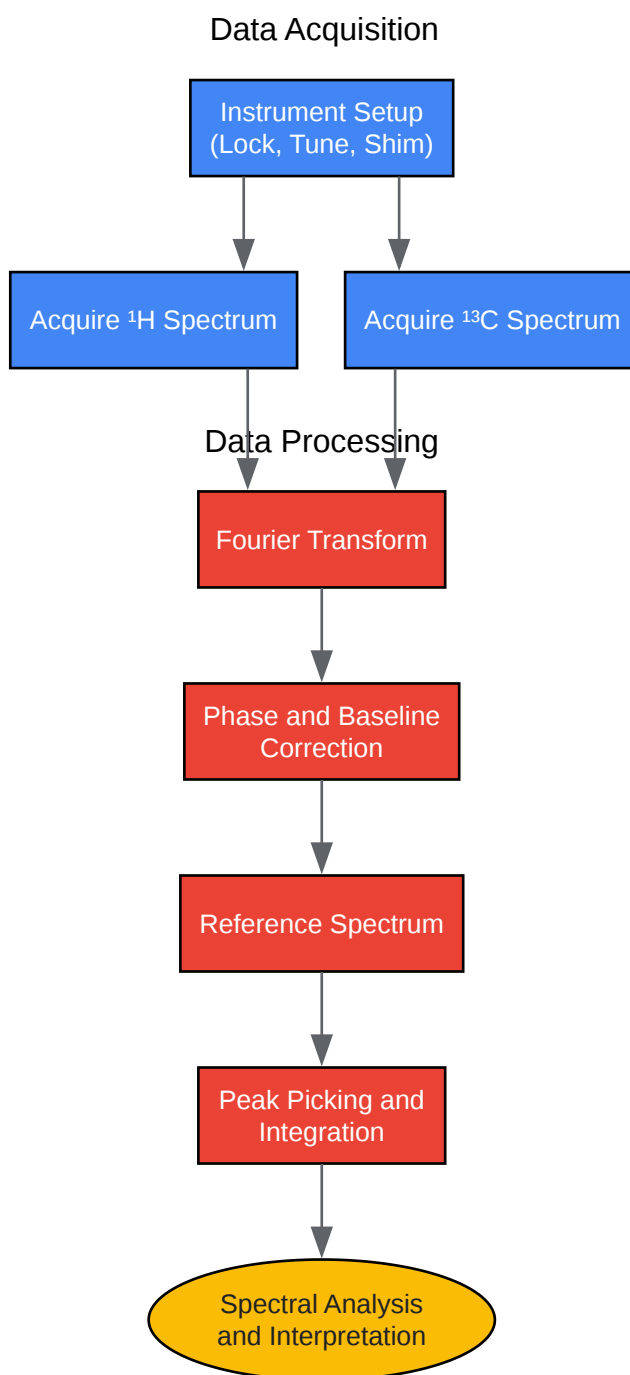 Data Acquisition
Instrument Setup
(Lock, Tune, Shim)
Acquire ¹H Spectrum
Acquire ¹³C Spectrum
Data Processing
Fourier Transform
Phase and Baseline
Correction
Reference Spectrum
Peak Picking and
Integration
Spectral Analysis
and Interpretation